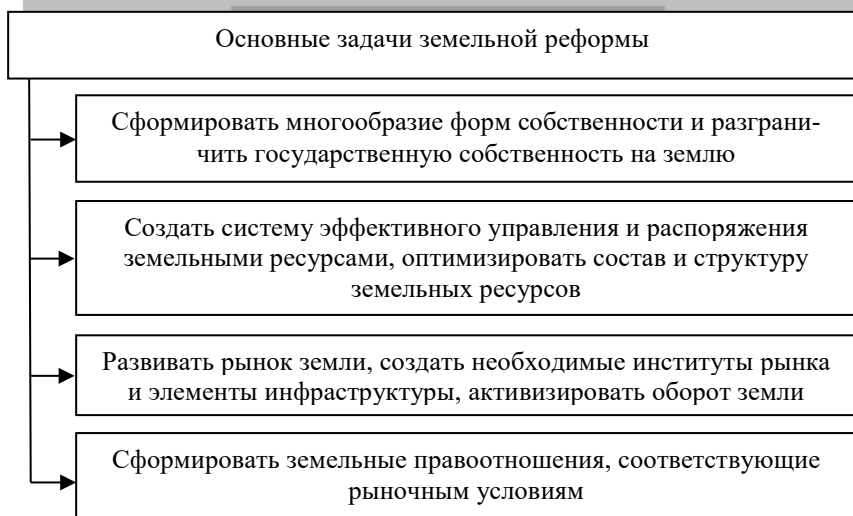 Основные задачи земельной реформы
Сформировать многообразие форм собственности и разграни-
чить государственную собственность на землю
Создать систему эффективного управления и распоряжения
земельными ресурсами, оптимизировать состав и структуру
земельных ресурсов
Развивать рынок земли, создать необходимые институты рынка
и элементы инфраструктуры, активизировать оборот земли
Сформировать земельные правоотношения, соответствующие
рыночным условиям